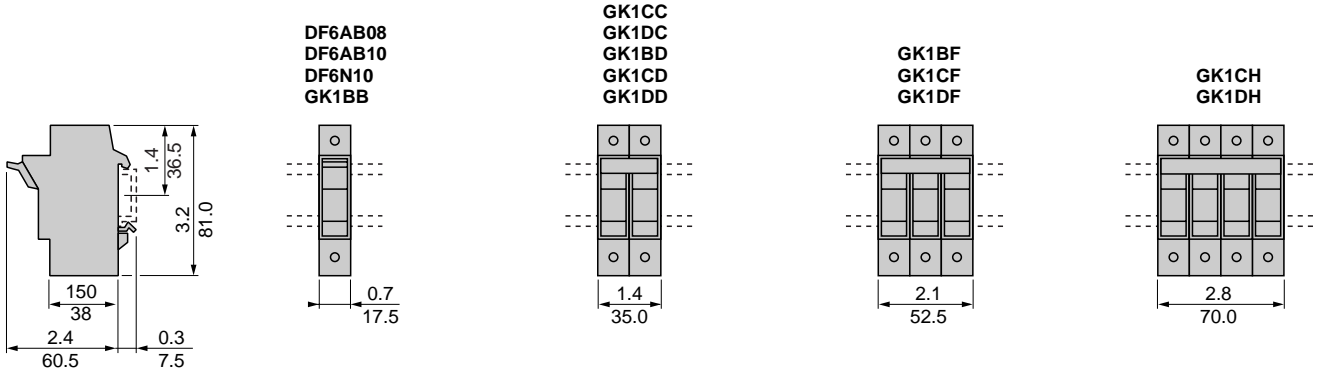 DF6AB08
DF6AB10
DF6N10
GK1BB
GK1CC
GK1DC
GK1BD
GK1CD
GK1DD
GK1BF
GK1CF
GK1DF
GK1CH
GK1DH
1.4
36.5
3.2
81.0
150
38
2.4
60.5
0.3
7.5
0.7
17.5
1.4
35.0
2.1
52.5
2.8
70.0